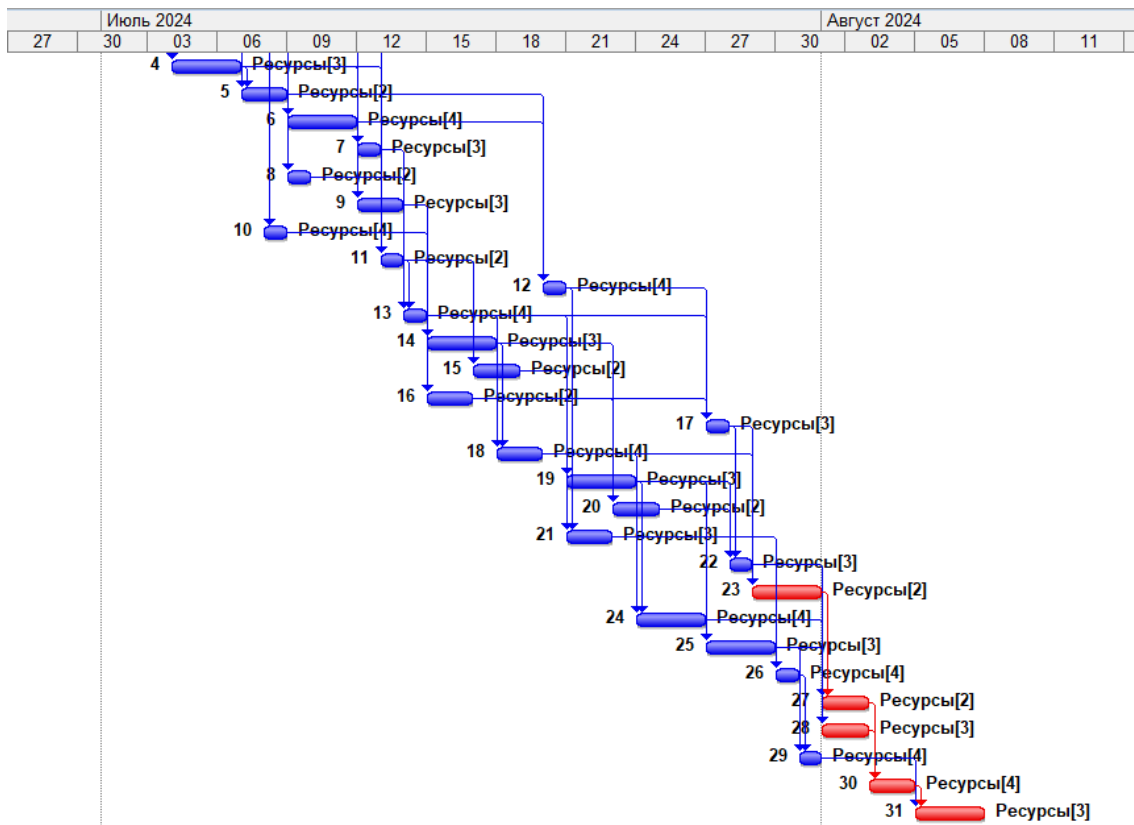 Июль 2024 Август 2024
27 30 03 06 09 12 15 18 21 24 27 30 02 05 08 11
4 Ресурсы[3]
5 Ресурсы[2]
6 Ресурсы[4]
7 Ресурсы[3]
8 Ресурсы[2]
9 Ресурсы[3]
10 Ресурсы[4]
11 Ресурсы[2]
12 Ресурсы[4]
13 Ресурсы[4]
14 Ресурсы[3]
15 Ресурсы[2]
16 Ресурсы[2]
17 Ресурсы[3]
18 Ресурсы[4]
19 Ресурсы[3]
20 Ресурсы[2]
21 Ресурсы[3]
22 Ресурсы[3]
23 Ресурсы[2]
24 Ресурсы[4]
25 Ресурсы[3]
26 Ресурсы[4]
27 Ресурсы[2]
28 Ресурсы[3]
29 Ресурсы[4]
30 Ресурсы[4]
31 Ресурсы[3]